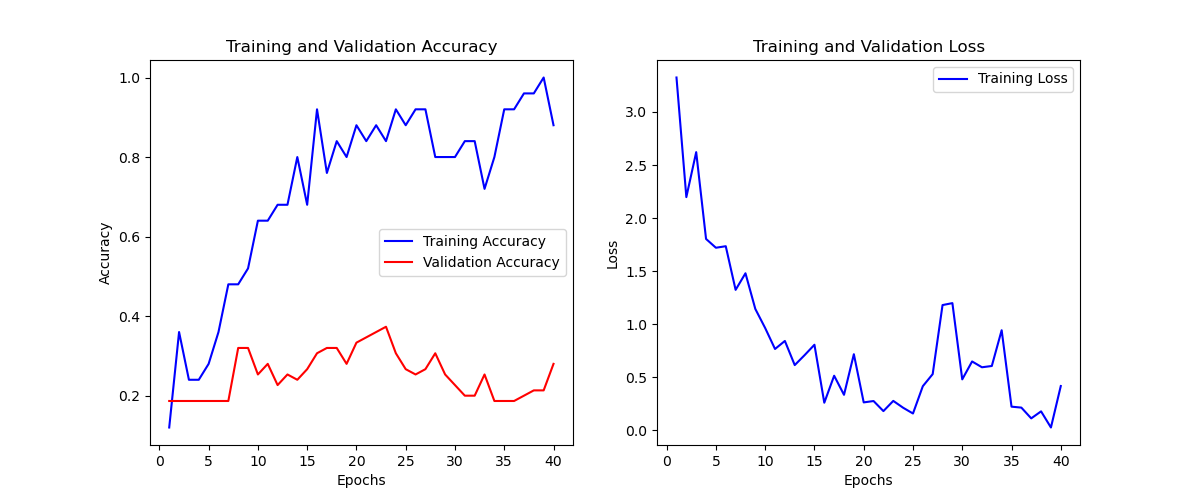 Training and Validation Accuracy
1.0
0.8
0.6
0.4
0.2
Accuracy
Training Accuracy
Validation Accuracy
0 5 10 15 20 25 30 35 40
Epochs
Training and Validation Loss
Training Loss
3.0
2.5
2.0
1.5
1.0
0.5
0.0
Loss
0 5 10 15 20 25 30 35 40
Epochs